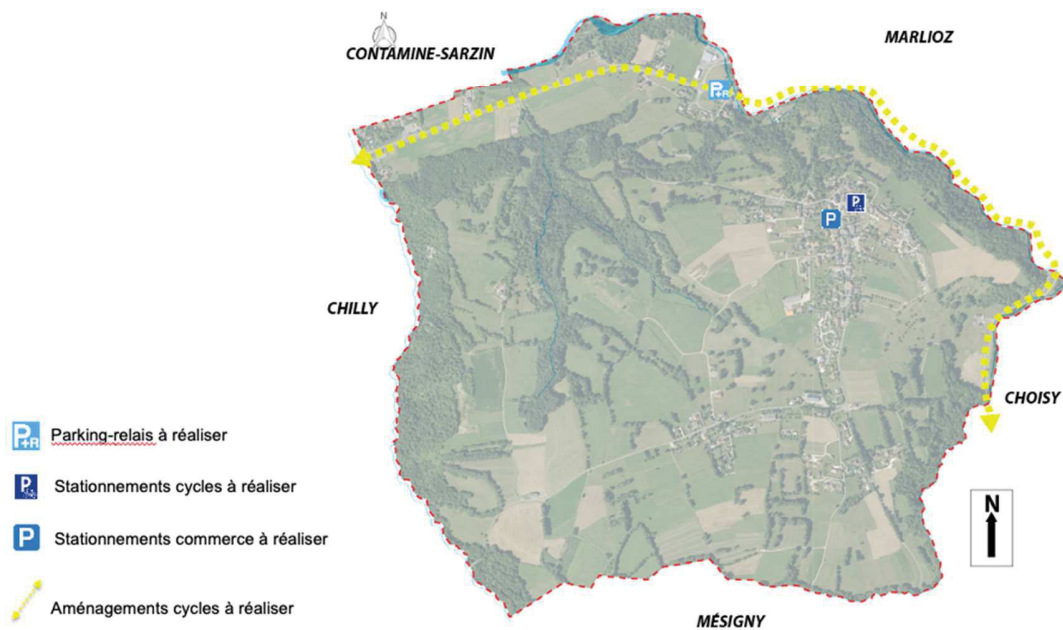 N
CONTAMINE-SARZIN
MARLIOZ
P+R
P
P
CHILLY
CHOISY
P+R Parking-relais à réaliser
P Stationnements cycles à réaliser
P Stationnements commerce à réaliser
Aménagements cycles à réaliser
N
MÉSIGNY